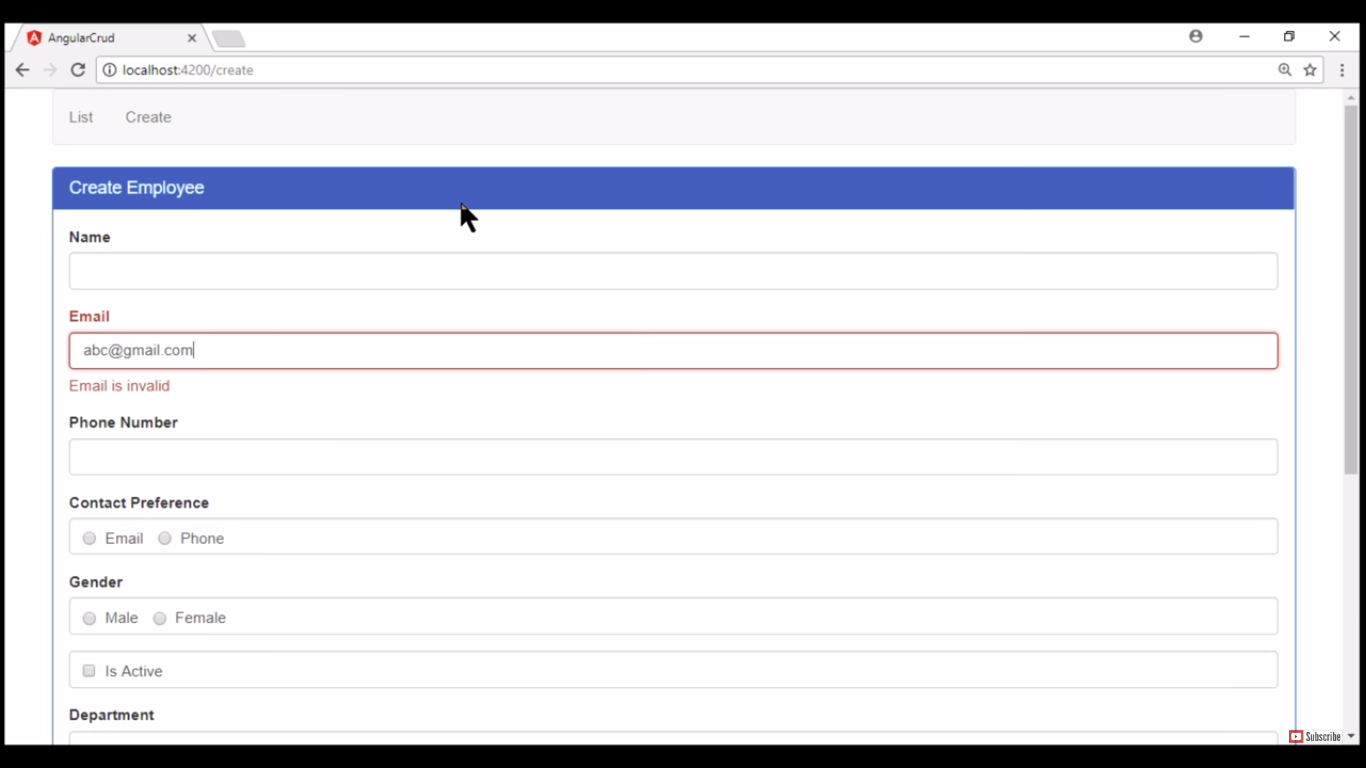 AngularCrud
localhost:4200/create
List Create
Create Employee
Name
Email
abc@gmail.com
Email is invalid
Phone Number
Contact Preference
Email Phone
Gender
Male Female
Is Active
Department
Subscribe